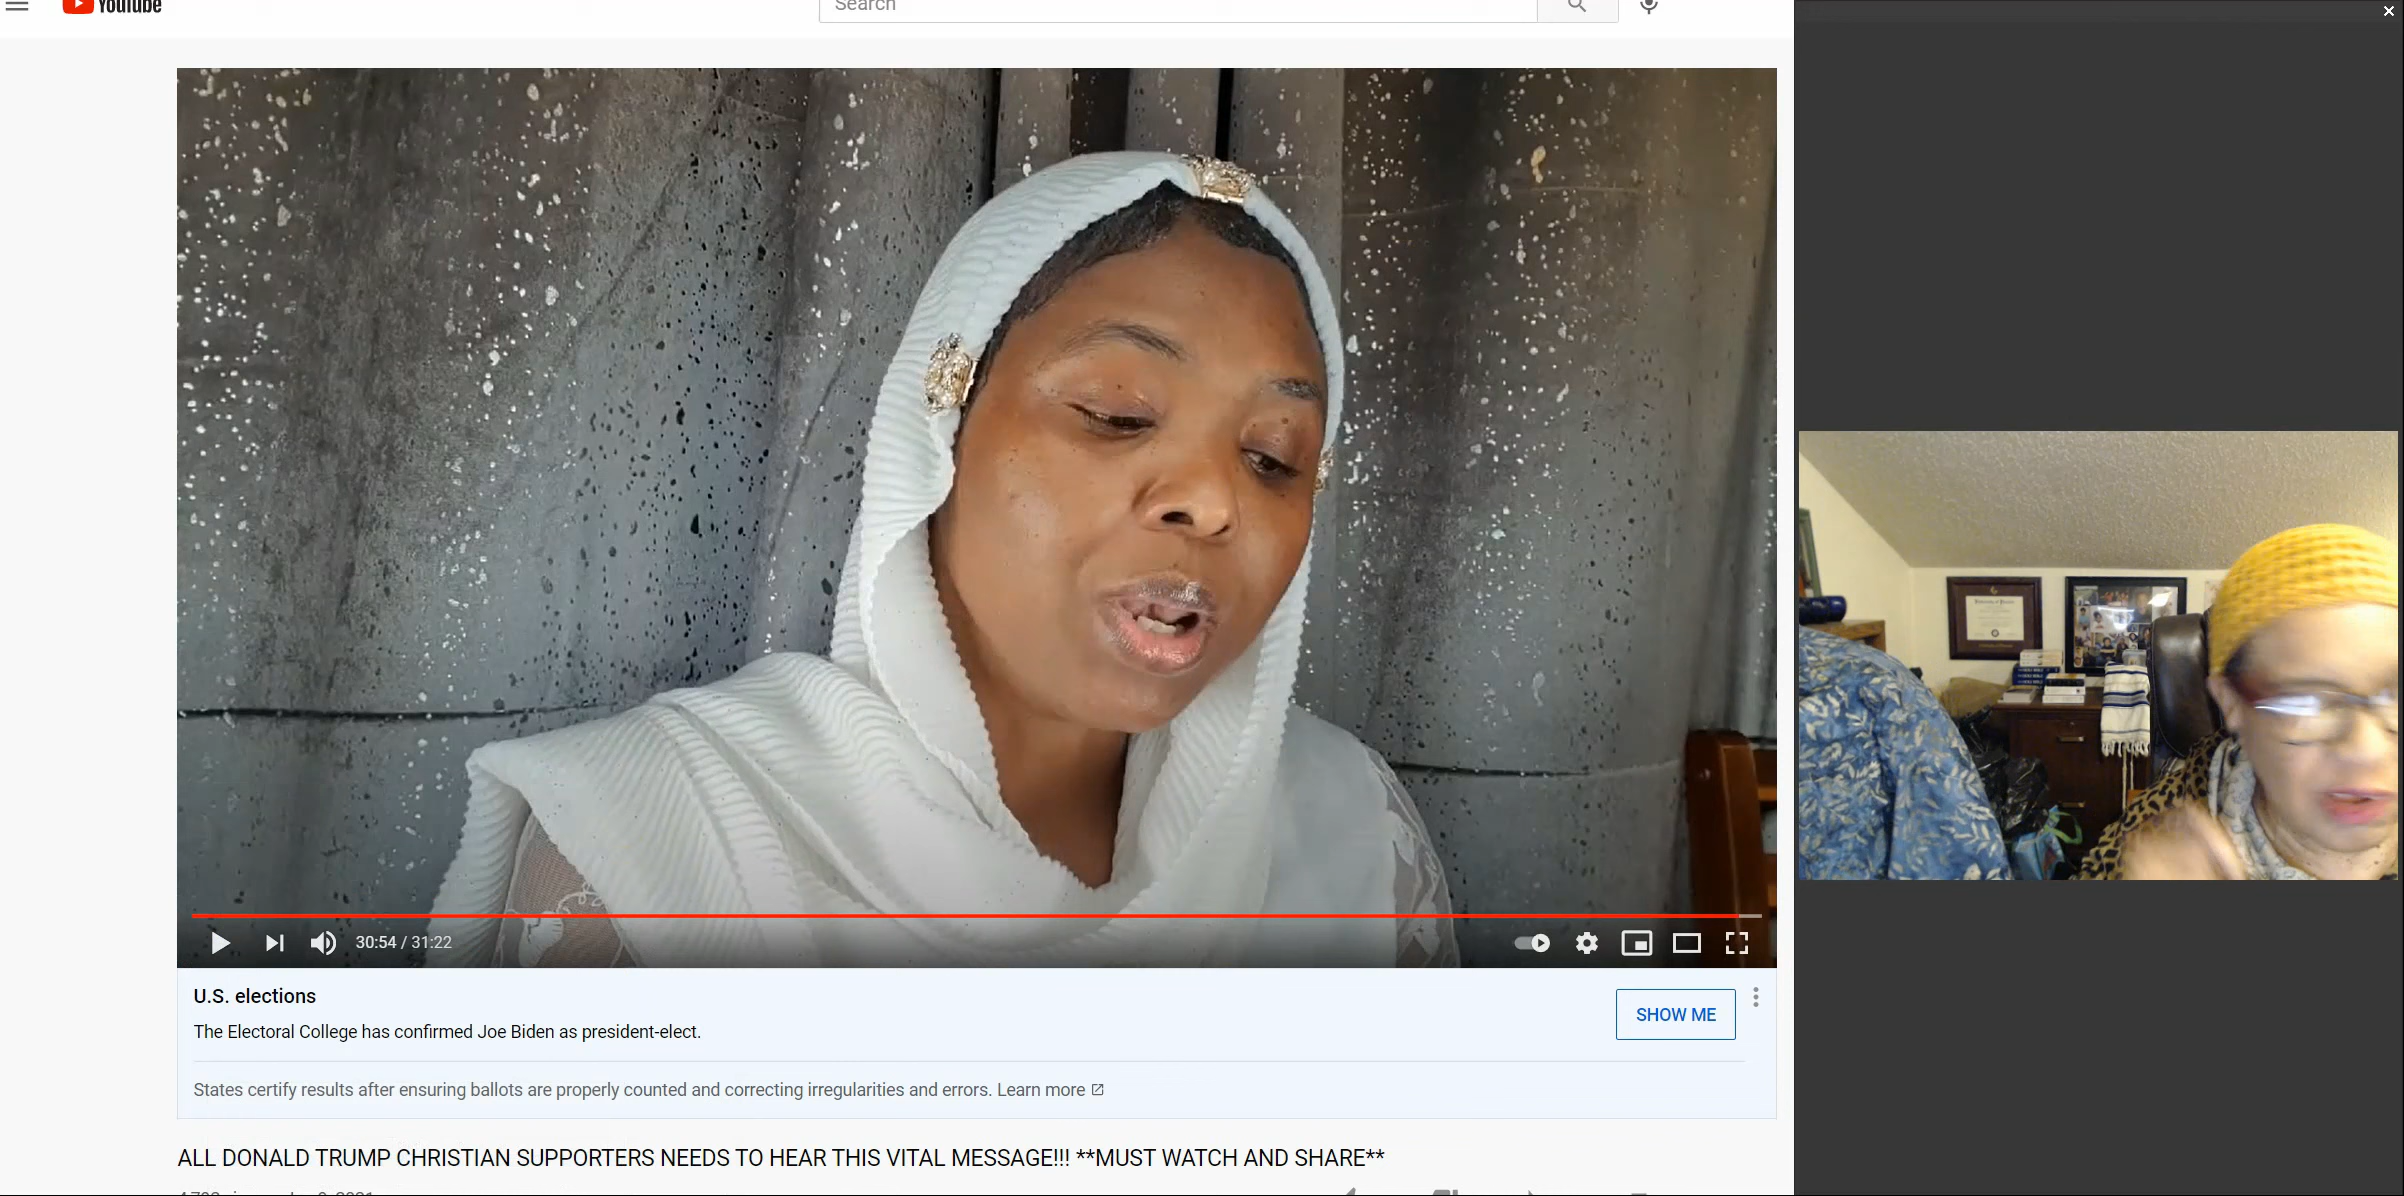 YouTube
Search
30:54 / 31:22
U.S. elections
The Electoral College has confirmed Joe Biden as president-elect.
SHOW ME
States certify results after ensuring ballots are properly counted and correcting irregularities and errors. Learn more
ALL DONALD TRUMP CHRISTIAN SUPPORTERS NEEDS TO HEAR THIS VITAL MESSAGE!!! **MUST WATCH AND SHARE**